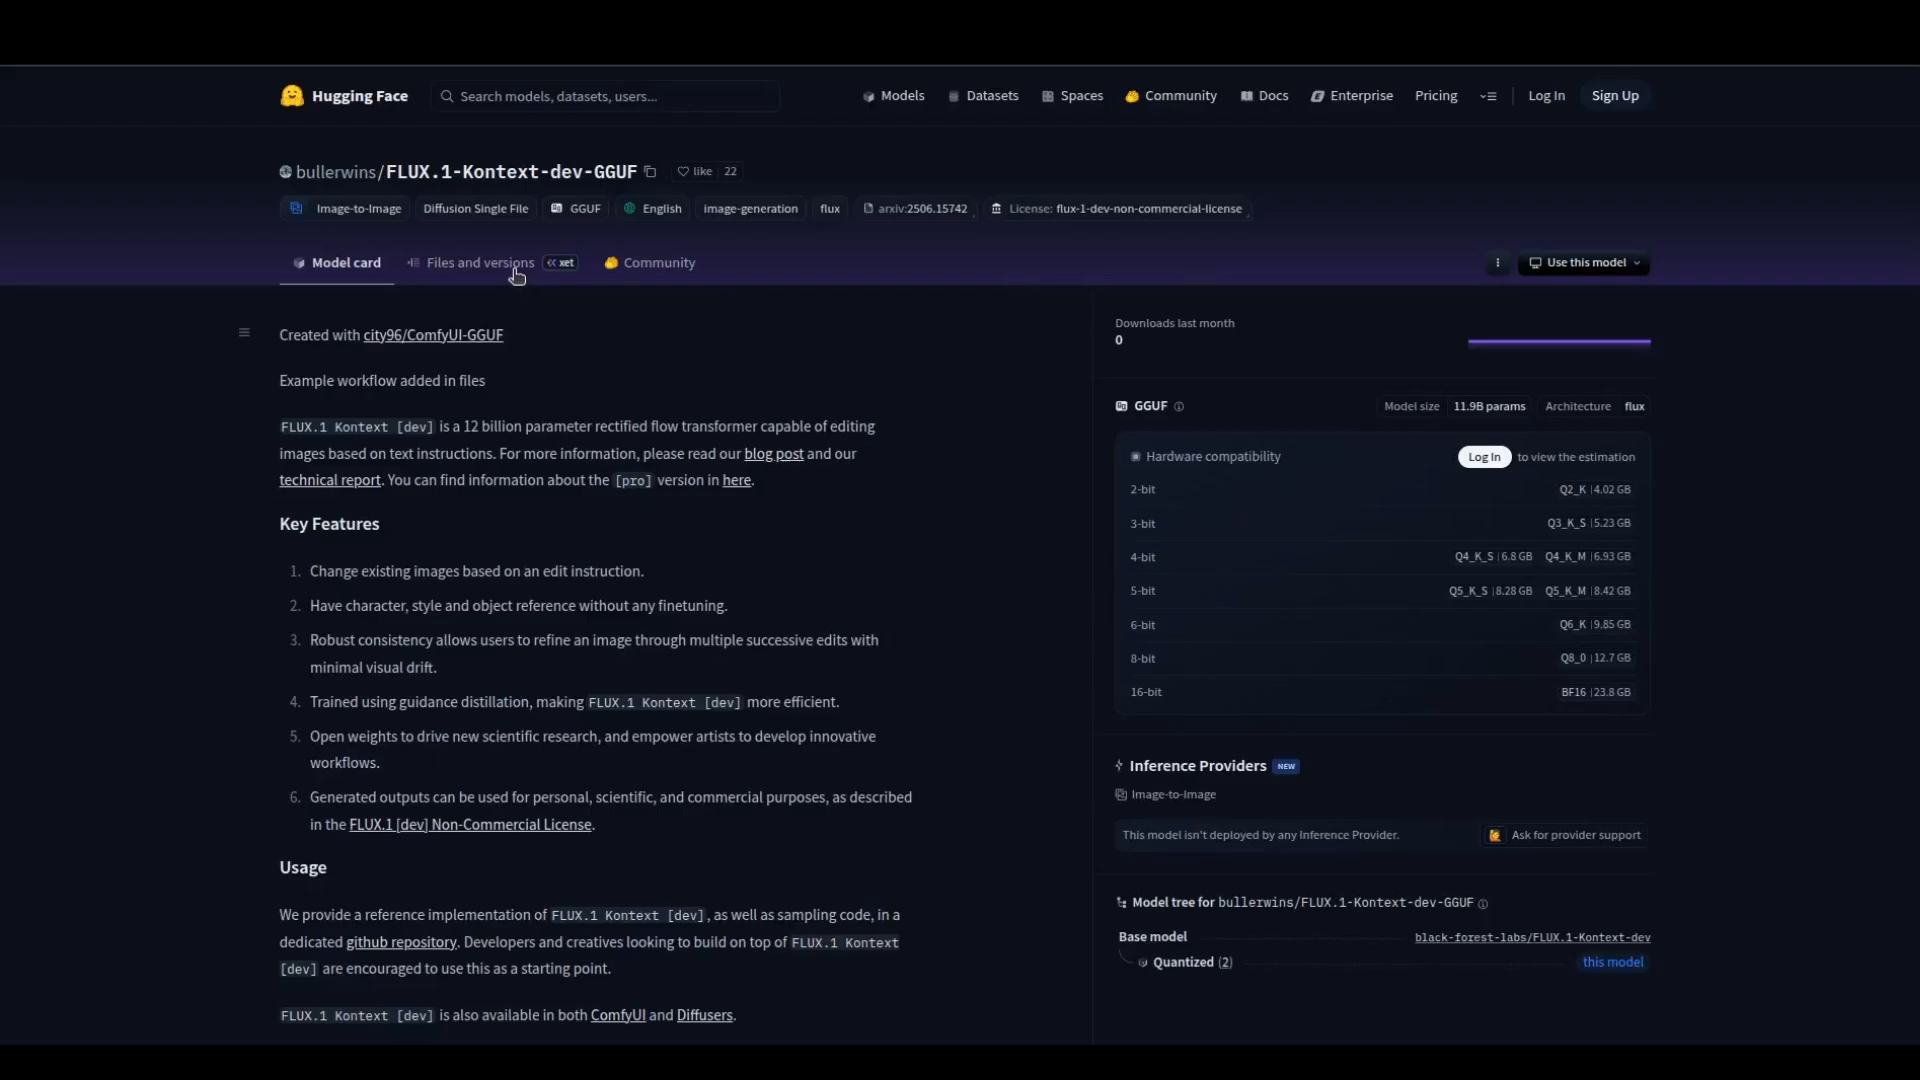 Hugging Face
Search models, datasets, users...
Models
Datasets
Spaces
Community
Docs
Enterprise
Pricing
Log In
Sign Up
bullerwins/FLUX.1-Kontext-dev-GGUF
like 22
Image-to-Image
Diffusion Single File
GGUF
English
image-generation
flux
arxiv:2506.15742
License: flux-1-dev-non-commercial-license
Model card
Files and versions
xet
Community
Use this model
Created with city96/ComfyUI-GGUF
Example workflow added in files
FLUX.1 Kontext [dev] is a 12 billion parameter rectified flow transformer capable of editing
images based on text instructions. For more information, please read our blog post and our
technical report. You can find information about the [pro] version in here.
Key Features
1. Change existing images based on an edit instruction.
2. Have character, style and object reference without any finetuning.
3. Robust consistency allows users to refine an image through multiple successive edits with
minimal visual drift.
4. Trained using guidance distillation, making FLUX.1 Kontext [dev] more efficient.
5. Open weights to drive new scientific research, and empower artists to develop innovative
workflows.
6. Generated outputs can be used for personal, scientific, and commercial purposes, as described
in the FLUX.1 [dev] Non-Commercial License.
Usage
We provide a reference implementation of FLUX.1 Kontext [dev], as well as sampling code, in a
dedicated github repository. Developers and creatives looking to build on top of FLUX.1 Kontext
[dev] are encouraged to use this as a starting point.
FLUX.1 Kontext [dev] is also available in both ComfyUI and Diffusers.
Downloads last month
0
GGUF
Model size 11.9B params
Architecture flux
Hardware compatibility
Log In to view the estimation
2-bit Q2_K | 4.02 GB
3-bit Q3_K_S | 5.23 GB
4-bit Q4_K_S | 6.8 GB Q4_K_M | 6.93 GB
5-bit Q5_K_S | 8.28 GB Q5_K_M | 8.42 GB
6-bit Q6_K | 9.85 GB
8-bit Q8_0 | 12.7 GB
16-bit BF16 | 23.8 GB
Inference Providers NEW
Image-to-Image
This model isn't deployed by any Inference Provider.
Ask for provider support
Model tree for bullerwins/FLUX.1-Kontext-dev-GGUF
Base model black-forest-labs/FLUX.1-Kontext-dev
Quantized (2) this model